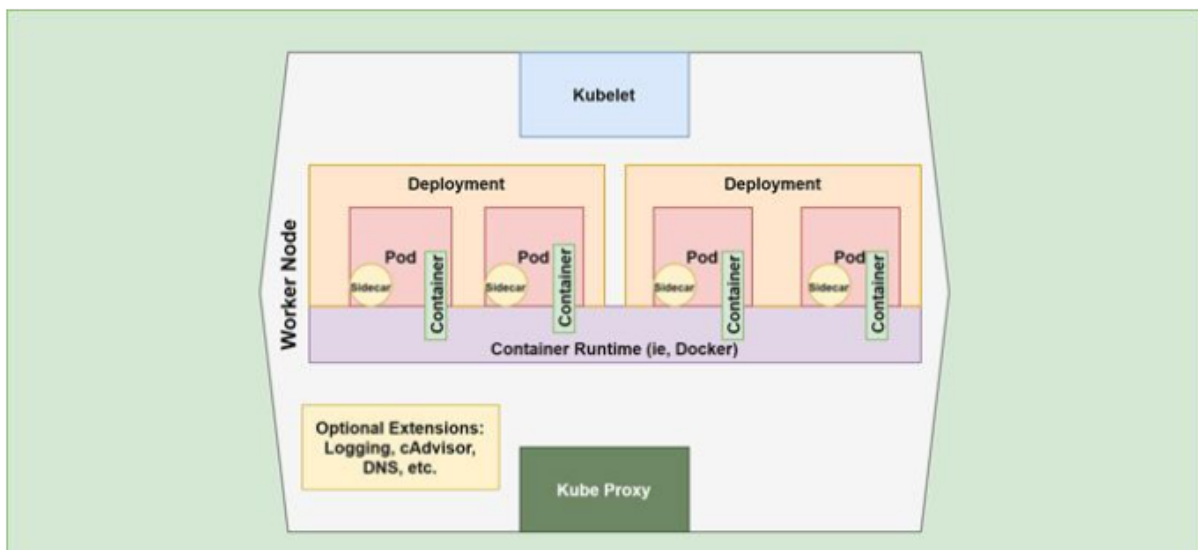 Kubelet
Worker Node
Deployment
Pod
Sidecar
Container
Pod
Sidecar
Container
Deployment
Pod
Sidecar
Container
Pod
Sidecar
Container
Container Runtime (ie, Docker)
Optional Extensions:
Logging, cAdvisor,
DNS, etc.
Kube Proxy